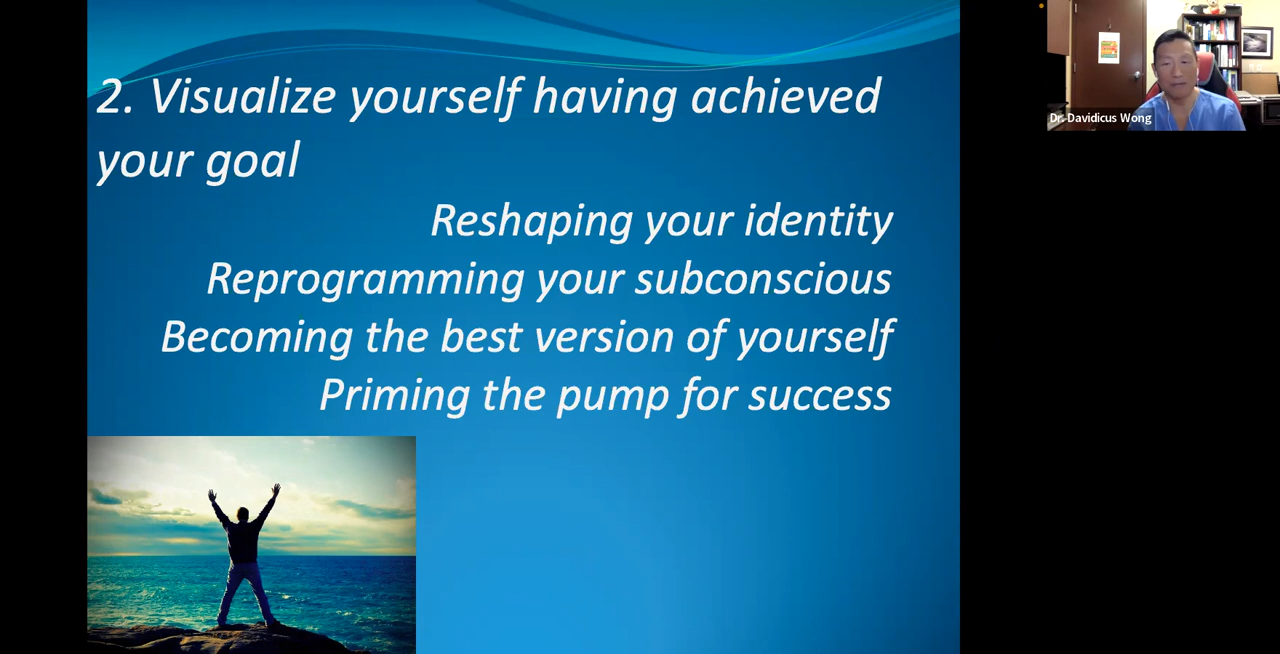 2. Visualize yourself having achieved
your goal
Reshaping your identity
Reprogramming your subconscious
Becoming the best version of yourself
Priming the pump for success
Dr. Davidicus Wong